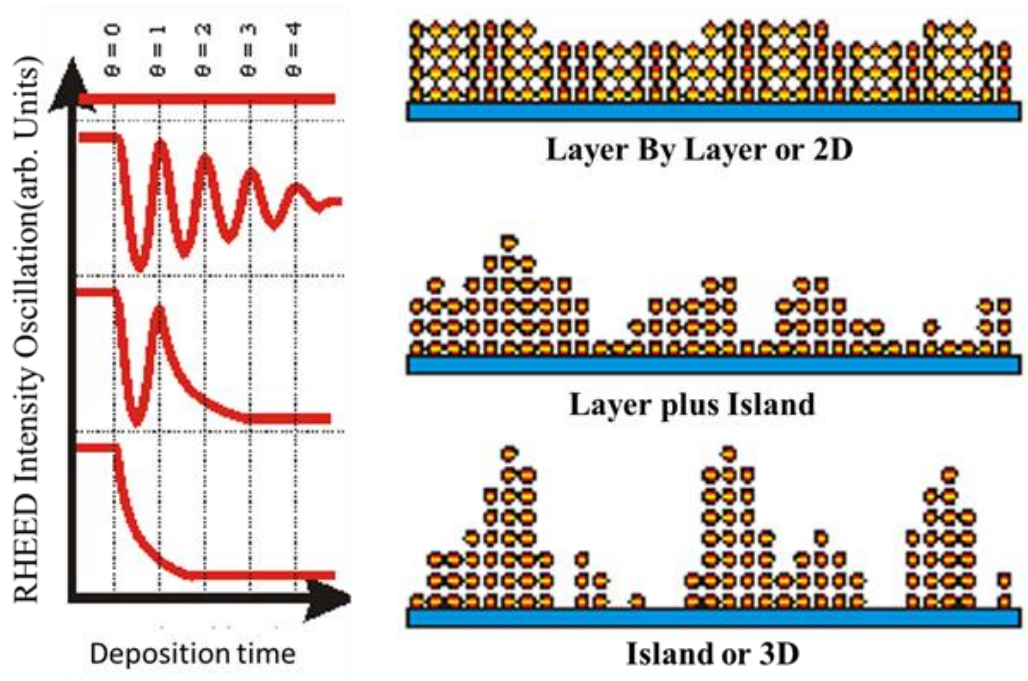 RHEED Intensity Oscillation(arb. Units)
θ = 0
θ = 1
θ = 2
θ = 3
θ = 4
Deposition time
Layer By Layer or 2D
Layer plus Island
Island or 3D